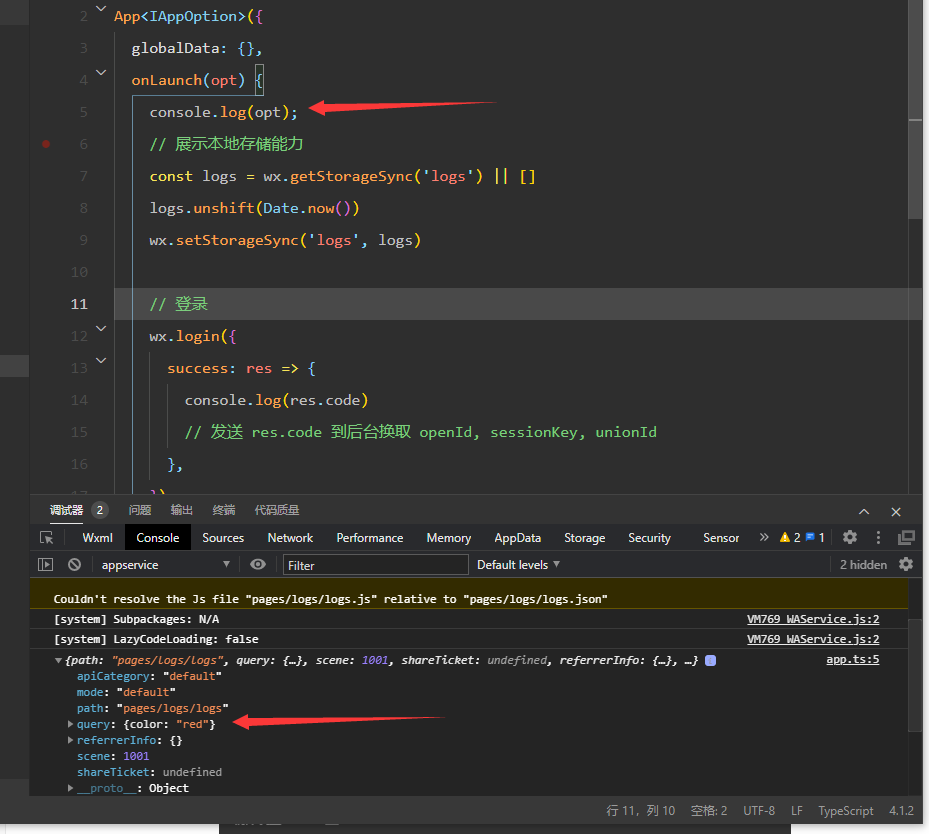 2 App<IAppOption>({
3 globalData: {},
4 onLaunch(opt) {
5 console.log(opt);
6 // 展示本地存储能力
7 const logs = wx.getStorageSync('logs') || []
8 logs.unshift(Date.now())
9 wx.setStorageSync('logs', logs)
10
11 // 登录
12 wx.login({
13 success: res => {
14 console.log(res.code)
15 // 发送 res.code 到后台换取 openId, sessionKey, unionId
16 },
17 })
调试器 2 问题 输出 终端 代码质量
Wxml Console Sources Network Performance Memory AppData Storage Security Sensor » 2 1
appservice Filter Default levels 2 hidden
Couldn't resolve the Js file "pages/logs/logs.js" relative to "pages/logs/logs.json"
[system] Subpackages: N/A VM769 WAService.js:2
[system] LazyCodeLoading: false VM769 WAService.js:2
{path: "pages/logs/logs", query: {…}, scene: 1001, shareTicket: undefined, referrerInfo: {…}, …} app.ts:5
apiCategory: "default"
mode: "default"
path: "pages/logs/logs"
query: {color: "red"}
referrerInfo: {}
scene: 1001
shareTicket: undefined
__proto__: Object
行 11，列 10 空格: 2 UTF-8 LF TypeScript 4.1.2